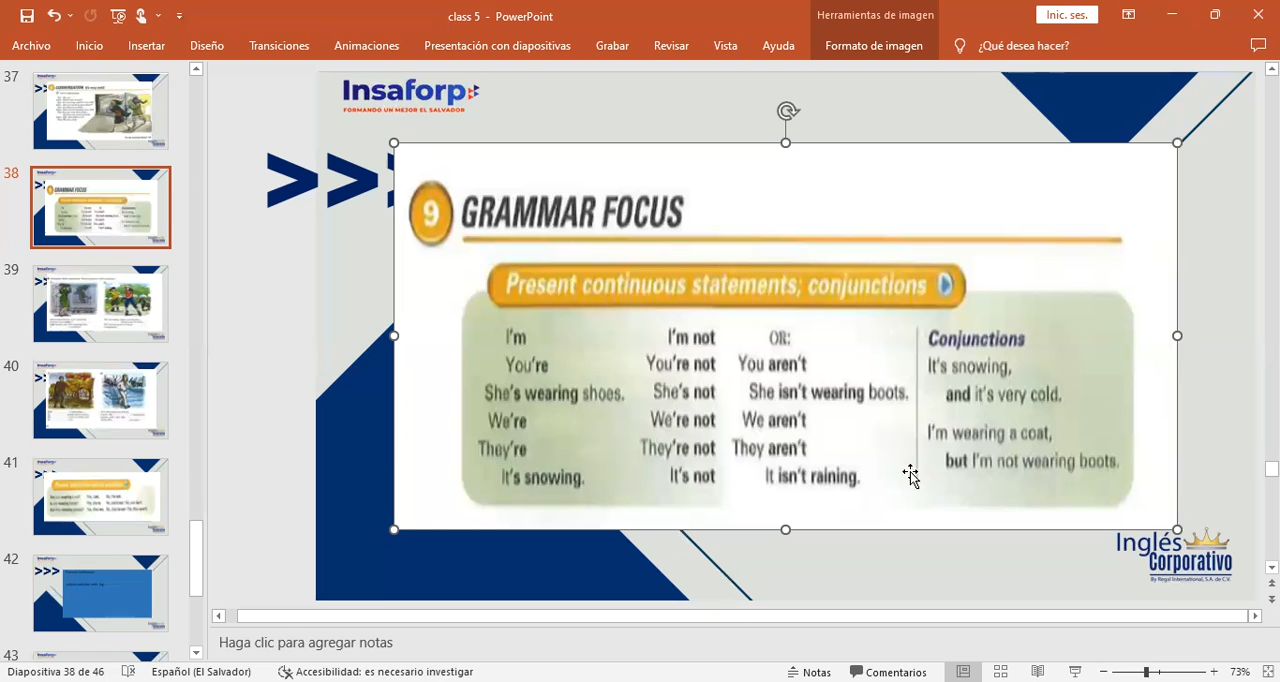 class 5 - PowerPoint
Herramientas de imagen
Inic. ses.
Archivo Inicio Insertar Diseño Transiciones Animaciones Presentación con diapositivas Grabar Revisar Vista Ayuda Formato de imagen ¿Qué desea hacer?
37
38
39
40
41
42
43
Insaforp
FORMANDO UN MEJOR EL SALVADOR
>>>
9 GRAMMAR FOCUS
Present continuous statements; conjunctions
I'm I'm not OR: Conjunctions
You're You're not You aren't It's snowing,
She's wearing shoes. She's not She isn't wearing boots. and it's very cold.
We're We're not We aren't I'm wearing a coat,
They're They're not They aren't but I'm not wearing boots.
It's snowing. It's not It isn't raining.
Inglés
Corporativo
By Regal International, S.A. de C.V.
Haga clic para agregar notas
Diapositiva 38 de 46 Español (El Salvador) Accesibilidad: es necesario investigar Notas Comentarios 73%